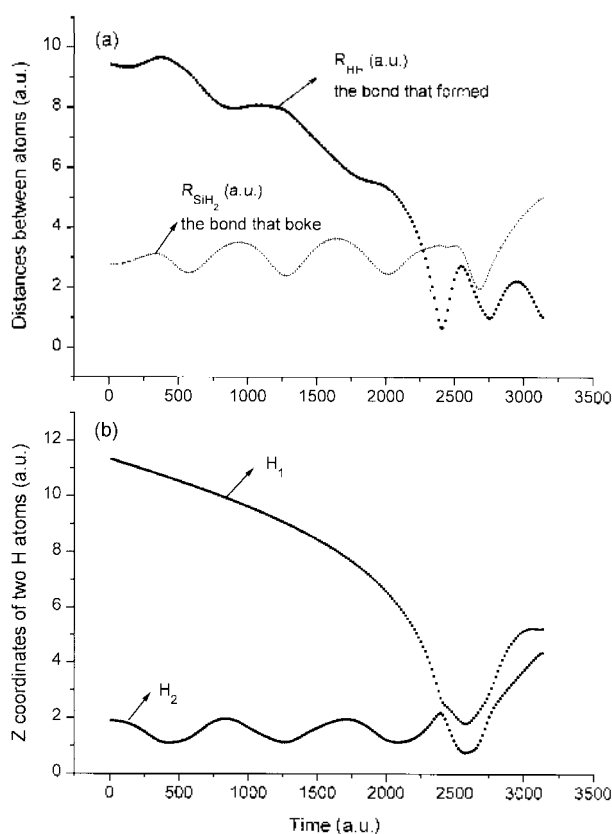 (a)
10
8
6
4
2
0
Distances between atoms (a.u.)
R_HH (a.u.)
the bond that formed
R_SiH₂ (a.u.)
the bond that boke
0 500 1000 1500 2000 2500 3000 3500
(b)
12
10
8
6
4
2
0
Z coordinates of two H atoms (a.u.)
H₁
H₂
0 500 1000 1500 2000 2500 3000 3500
Time (a.u.)